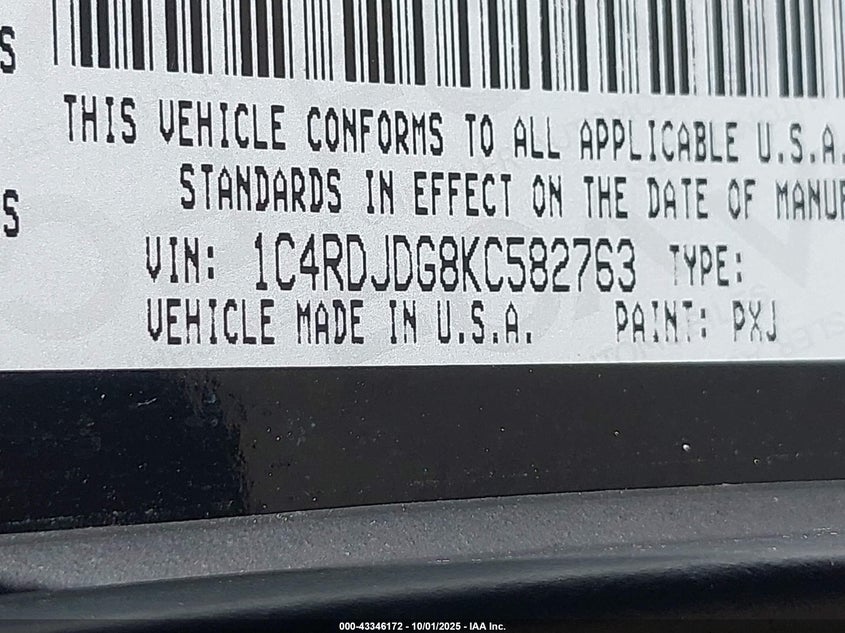 S
THIS VEHICLE CONFORMS TO ALL APPLICABLE U.S.A.
STANDARDS IN EFFECT ON THE DATE OF MANUF
S
VIN: 1C4RDJDG8KC582763 TYPE:
VEHICLE MADE IN U.S.A. PAINT: PXJ
000-43346172 - 10/01/2025 - IAA Inc.